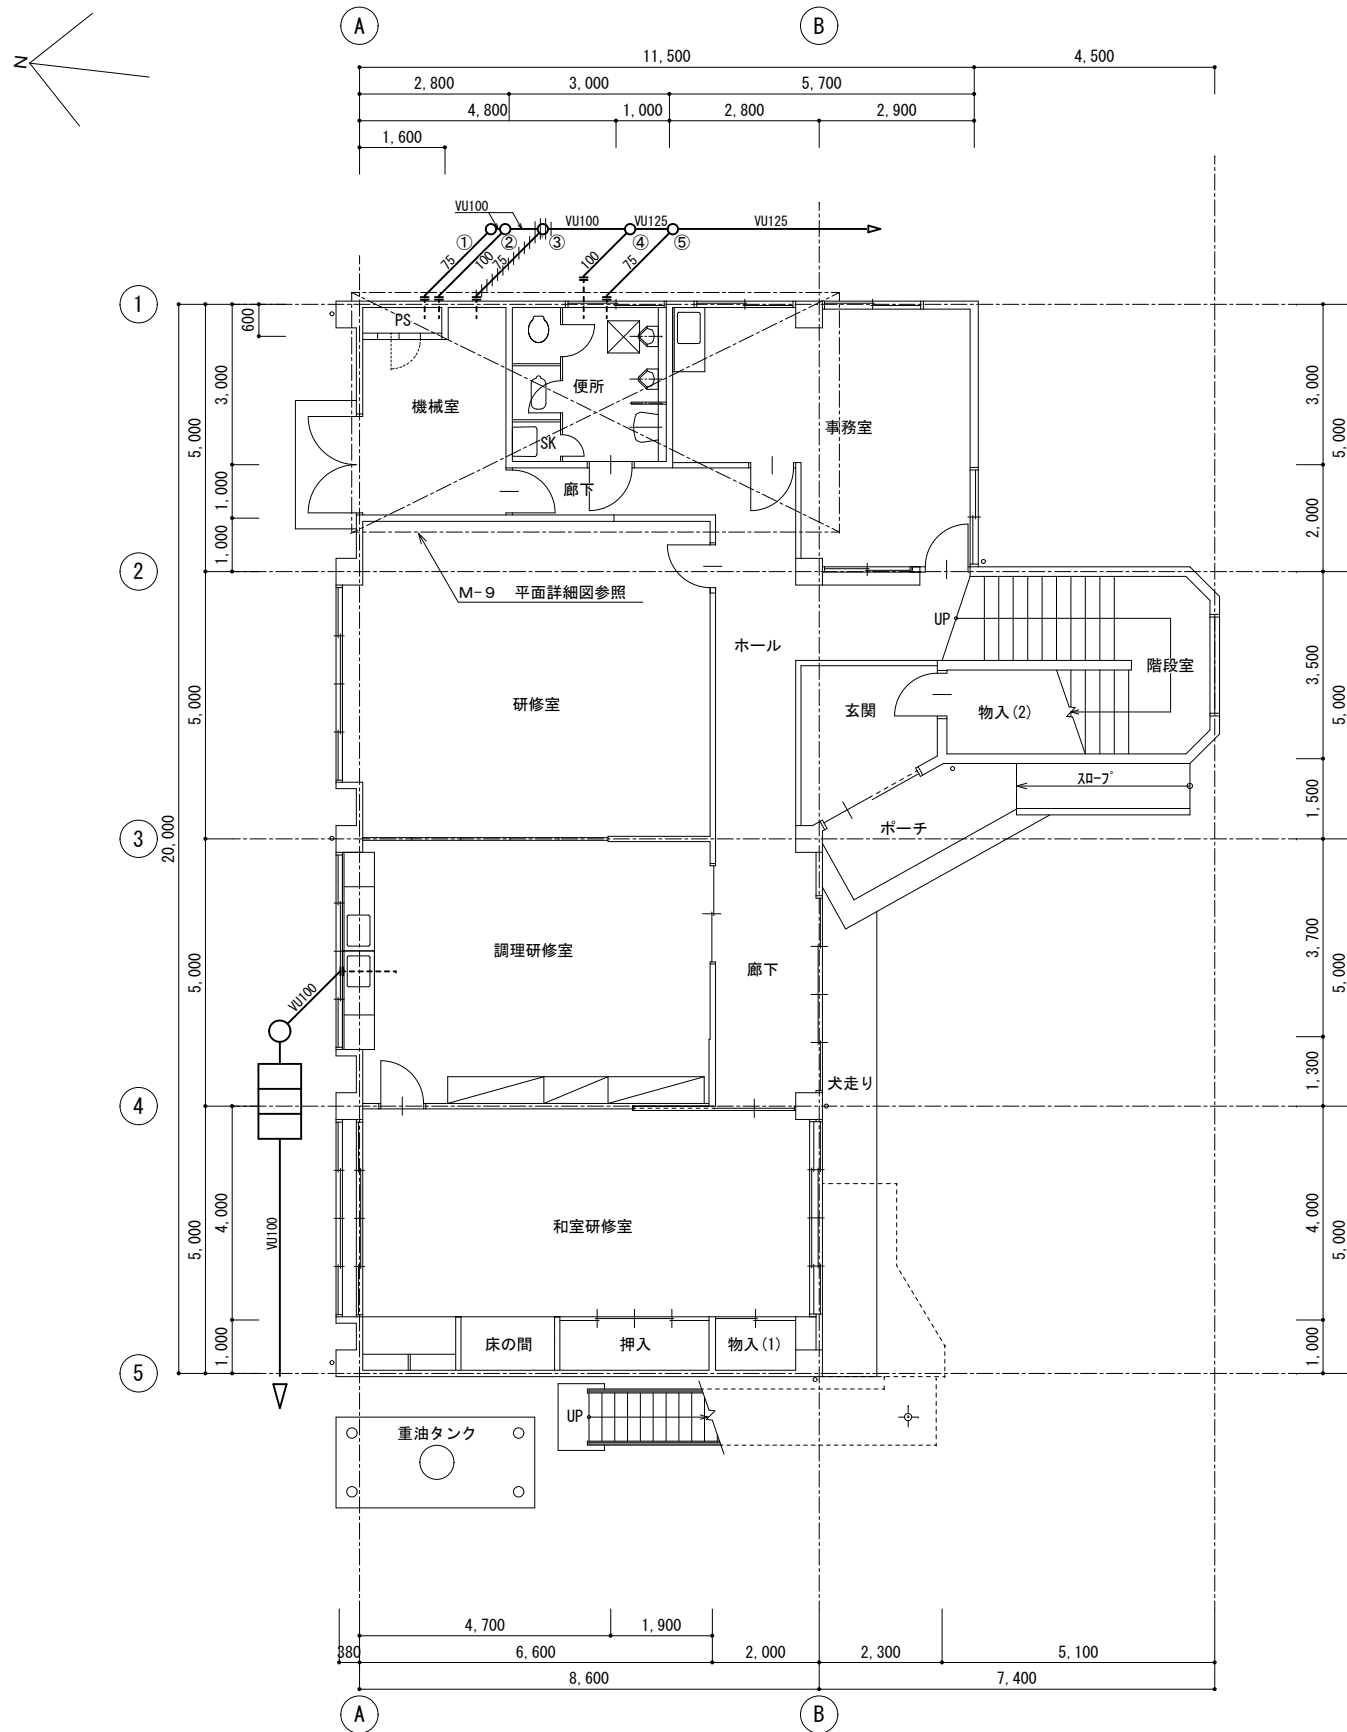 A
B
N
11,500
4,500
2,800
3,000
5,700
4,800
1,000
2,800
2,900
1,600
VU100
VU100
VU125
VU125
①
②
③
④
⑤
75
100
75
100
75
1
600
PS
3,000
機械室
便所
SK
事務室
3,000
5,000
5,000
廊下
1,000
1,000
2,000
2
M-9 平面詳細図参照
UP
ホール
階段室
3,500
5,000
研修室
玄関
物入(2)
5,000
スロープ
1,500
ポーチ
3
20,000
調理研修室
廊下
3,700
5,000
5,000
VU100
犬走り
1,300
4
和室研修室
4,000
5,000
VU100
4,000
5,000
床の間
押入
物入(1)
1,000
1,000
5
UP
重油タンク
4,700
1,900
380
6,600
2,000
2,300
5,100
8,600
7,400
A
B